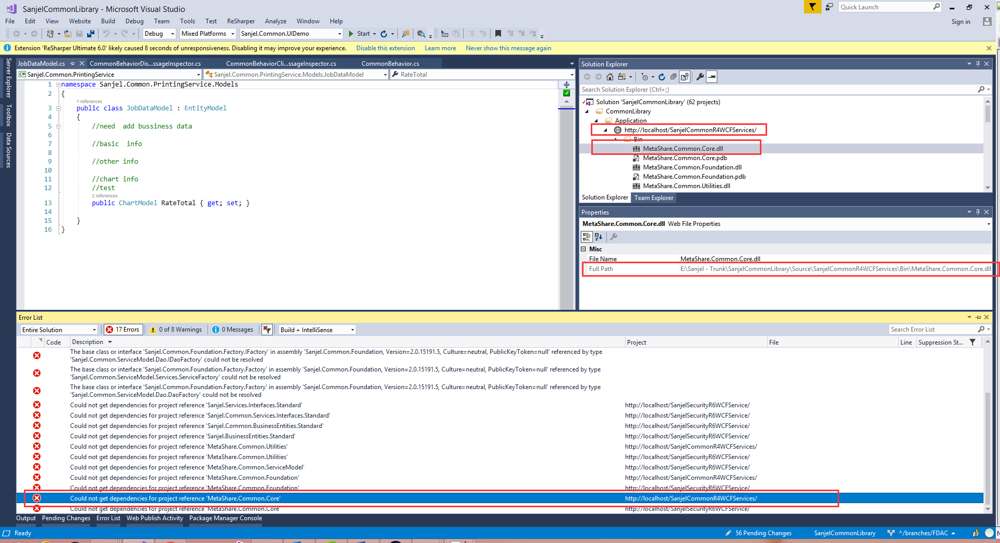 SanjelCommonLibrary - Microsoft Visual Studio
Quick Launch
File Edit View Website Build Debug Team Tools Test ReSharper Analyze Window Help
Sign in
Debug Mixed Platforms Sanjel.Common.UIDemo Start
Extension 'ReSharper Ultimate 6.0' likely caused 8 seconds of unresponsiveness. Disabling it may improve your experience. Disable this extension Learn more Never show this message again
Server Explorer
Toolbox
Data Sources
JobDataModel.cs CommonBehaviorDis...ssageInspector.cs CommonBehaviorCli...ssageInspector.cs CommonBehavior.cs
C# Sanjel.Common.PrintingService Sanjel.Common.PrintingService.Models.JobDataModel RateTotal
1 namespace Sanjel.Common.PrintingService.Models
2 {
7 references
3 public class JobDataModel : EntityModel
4 {
5 //need  add bussiness data
6
7 //basic  info
8
9 //other info
10
11 //chart info
12 //test
2 references
13 public ChartModel RateTotal { get; set; }
14
15 }
16 }
Solution Explorer
Search Solution Explorer (Ctrl+;)
Solution 'SanjelCommonLibrary' (62 projects)
CommonLibrary
Application
http://localhost/SanjelCommonR4WCFServices/
Bin
MetaShare.Common.Core.dll
MetaShare.Common.Core.pdb
MetaShare.Common.Foundation.dll
MetaShare.Common.Foundation.pdb
MetaShare.Common.Utilities.dll
Solution Explorer Team Explorer
Properties
MetaShare.Common.Core.dll Web File Properties
Misc
File Name MetaShare.Common.Core.dll
Full Path E:\Sanjel - Trunk\SanjelCommonLibrary\Source\SanjelCommonR4WCFServices\Bin\MetaShare.Common.Core.dll
Error List
Entire Solution 17 Errors 0 of 8 Warnings 0 Messages Build + IntelliSense Search Error List
Code Description Project File Line Suppression St...
The base class or interface 'Sanjel.Common.Foundation.Factory.IFactory' in assembly 'Sanjel.Common.Foundation, Version=2.0.15191.5, Culture=neutral, PublicKeyToken=null' referenced by type
'Sanjel.Common.ServiceModel.Dao.IDaoFactory' could not be resolved
The base class or interface 'Sanjel.Common.Foundation.Factory.Factory' in assembly 'Sanjel.Common.Foundation, Version=2.0.15191.5, Culture=neutral, PublicKeyToken=null' referenced by type
'Sanjel.Common.ServiceModel.Services.ServiceFactory' could not be resolved
The base class or interface 'Sanjel.Common.Foundation.Factory.Factory' in assembly 'Sanjel.Common.Foundation, Version=2.0.15191.5, Culture=neutral, PublicKeyToken=null' referenced by type
'Sanjel.Common.ServiceModel.Dao.DaoFactory' could not be resolved
Could not get dependencies for project reference 'Sanjel.Services.Interfaces.Standard' http://localhost/SanjelSecurityR6WCFService/
Could not get dependencies for project reference 'Sanjel.Common.Services.Interfaces.Standard' http://localhost/SanjelSecurityR6WCFService/
Could not get dependencies for project reference 'Sanjel.Common.BusinessEntities.Standard' http://localhost/SanjelSecurityR6WCFService/
Could not get dependencies for project reference 'Sanjel.BusinessEntities.Standard' http://localhost/SanjelSecurityR6WCFService/
Could not get dependencies for project reference 'MetaShare.Common.Utilities' http://localhost/SanjelCommonR4WCFServices/
Could not get dependencies for project reference 'MetaShare.Common.Utilities' http://localhost/SanjelSecurityR6WCFService/
Could not get dependencies for project reference 'MetaShare.Common.ServiceModel' http://localhost/SanjelSecurityR6WCFService/
Could not get dependencies for project reference 'MetaShare.Common.Foundation' http://localhost/SanjelCommonR4WCFServices/
Could not get dependencies for project reference 'MetaShare.Common.Foundation' http://localhost/SanjelSecurityR6WCFService/
Could not get dependencies for project reference 'MetaShare.Common.Core' http://localhost/SanjelCommonR4WCFServices/
Could not get dependencies for project reference 'MetaShare.Common.Core' http://localhost/SanjelSecurityR6WCFService/
Output Pending Changes Error List Web Publish Activity Package Manager Console
Ready 56 Pending Changes SanjelCommonLibrary ^/branches/FDAC